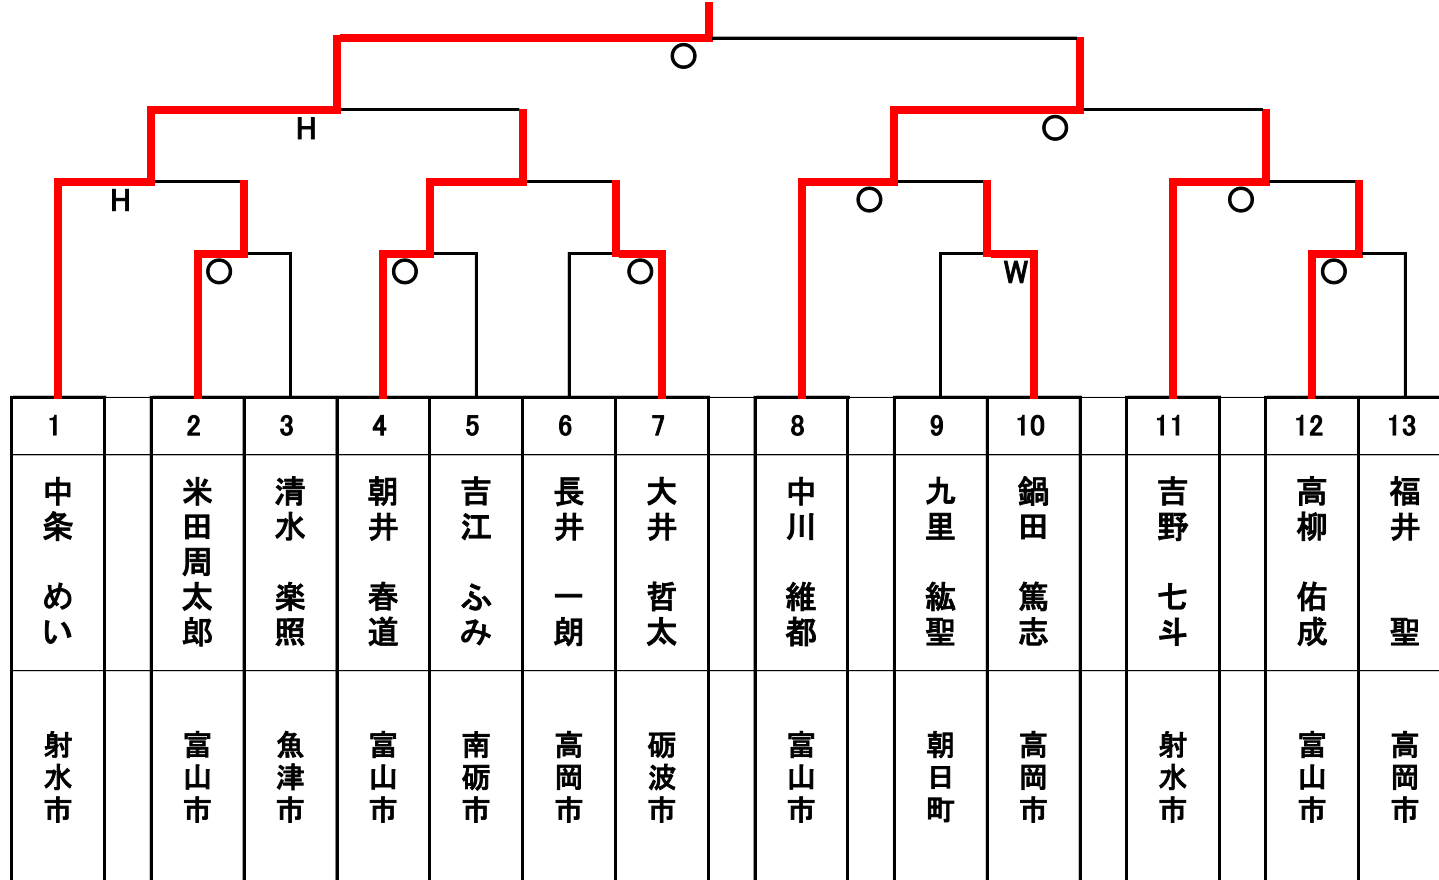 ○
H ○
H ○ ○
○ ○ ○ W ○
1 2 3 4 5 6 7 8 9 10 11 12 13
中条 めい
米田周太郎
清水 楽照
朝井 春道
吉江 ふみ
長井 一朗
大井 哲太
中川 維都
九里 紘聖
鍋田 篤志
吉野 七斗
高柳 佑成
福井 聖
射水市
富山市
魚津市
富山市
南砺市
高岡市
砺波市
富山市
朝日町
高岡市
射水市
富山市
高岡市